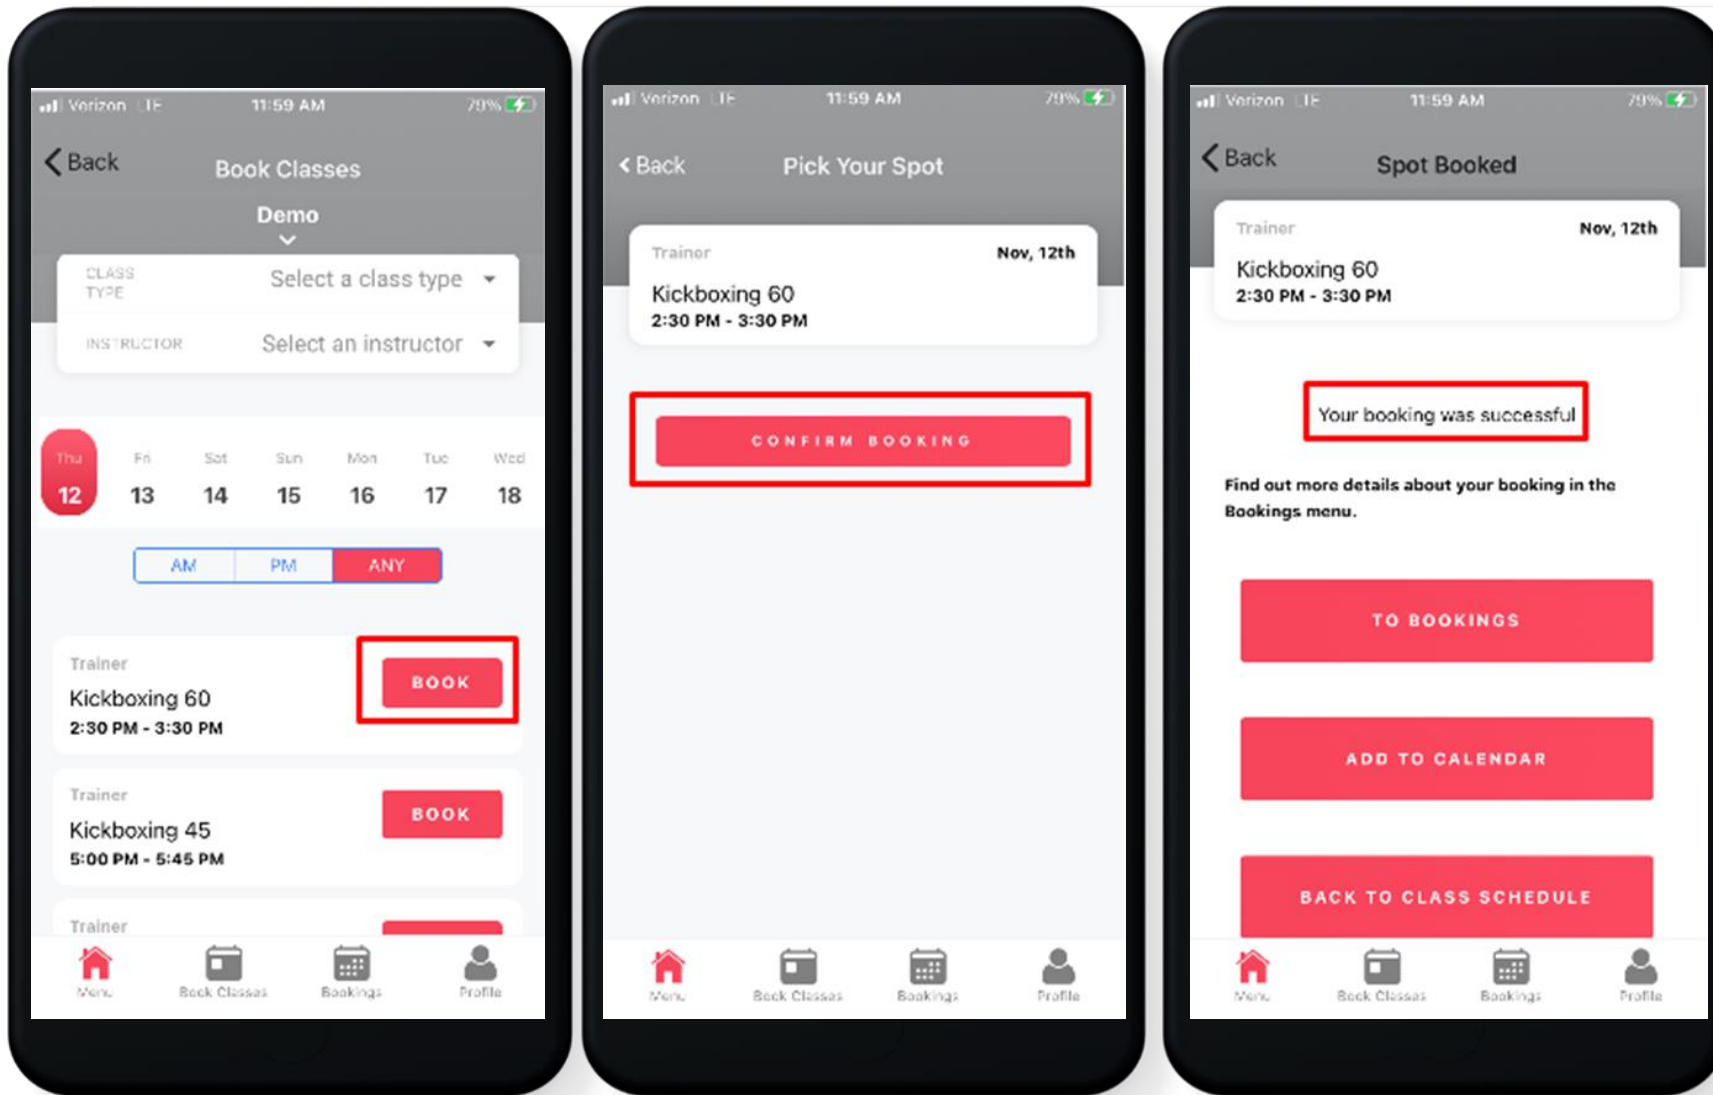 Verizon LTE 11:59 AM 79%
Back Book Classes
Demo
CLASS TYPE Select a class type
INSTRUCTOR Select an instructor
Thu Fri Sat Sun Mon Tue Wed
12 13 14 15 16 17 18
AM PM ANY
Trainer
Kickboxing 60
2:30 PM - 3:30 PM
BOOK
Trainer
Kickboxing 45
5:00 PM - 5:45 PM
BOOK
Trainer
Menu Book Classes Bookings Profile
Verizon LTE 11:59 AM 79%
Back Pick Your Spot
Trainer Nov, 12th
Kickboxing 60
2:30 PM - 3:30 PM
CONFIRM BOOKING
Menu Book Classes Bookings Profile
Verizon LTE 11:59 AM 79%
Back Spot Booked
Trainer Nov, 12th
Kickboxing 60
2:30 PM - 3:30 PM
Your booking was successful
Find out more details about your booking in the
Bookings menu.
TO BOOKINGS
ADD TO CALENDAR
BACK TO CLASS SCHEDULE
Menu Book Classes Bookings Profile